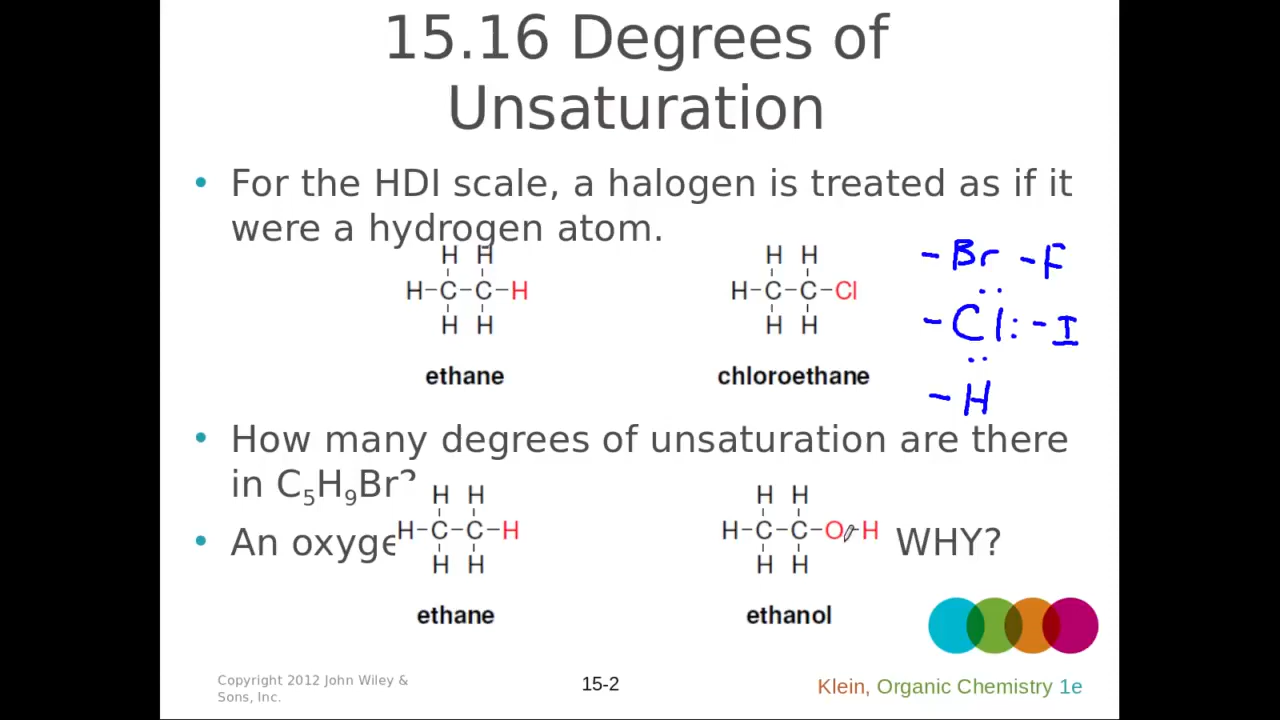 15.16 Degrees of
Unsaturation
• For the HDI scale, a halogen is treated as if it
were a hydrogen atom.
H H
H–C–C–H
H H
ethane
H H
H–C–C–Cl
H H
chloroethane
–Br –F
–Cl: –I
–H
• How many degrees of unsaturation are there
in C₅H₉Br?
• An oxyge
WHY?
H H
H–C–C–H
H H
ethane
H H
H–C–C–O–H
H H
ethanol
Copyright 2012 John Wiley &
Sons, Inc.
15-2
Klein, Organic Chemistry 1e